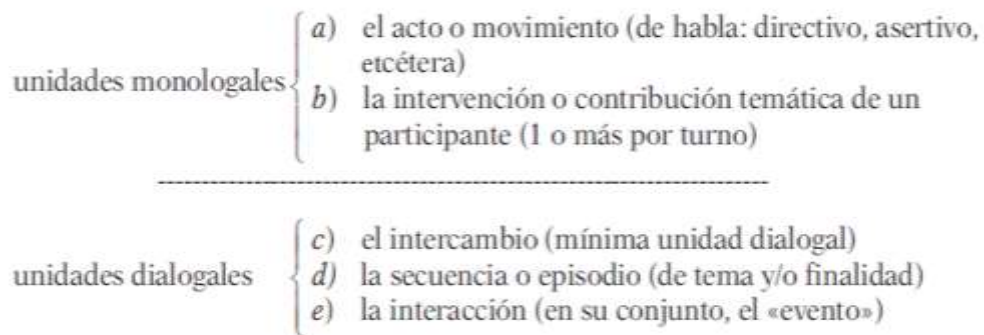 a) el acto o movimiento (de habla: directivo, asertivo,
etcétera)
unidades monologales
b) la intervención o contribución temática de un
participante (1 o más por turno)
c) el intercambio (mínima unidad dialogal)
unidades dialogales
d) la secuencia o episodio (de tema y/o finalidad)
e) la interacción (en su conjunto, el «evento»)